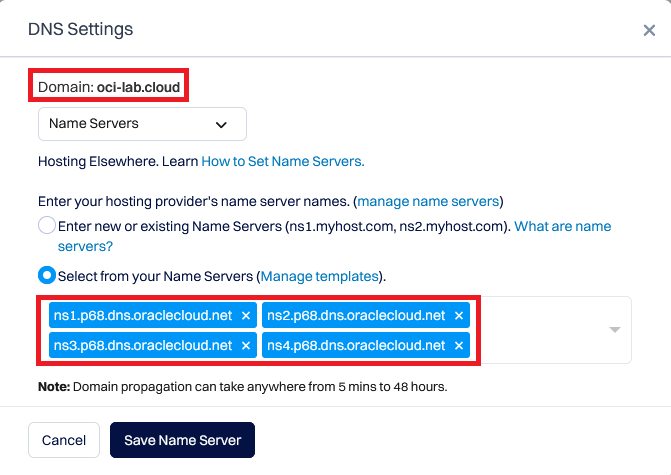 DNS Settings
Domain: oci-lab.cloud
Name Servers
Hosting Elsewhere. Learn How to Set Name Servers.
Enter your hosting provider's name server names. (manage name servers)
Enter new or existing Name Servers (ns1.myhost.com, ns2.myhost.com). What are name
servers?
Select from your Name Servers (Manage templates).
ns1.p68.dns.oraclecloud.net × ns2.p68.dns.oraclecloud.net ×
ns3.p68.dns.oraclecloud.net × ns4.p68.dns.oraclecloud.net ×
Note: Domain propagation can take anywhere from 5 mins to 48 hours.
Cancel Save Name Server